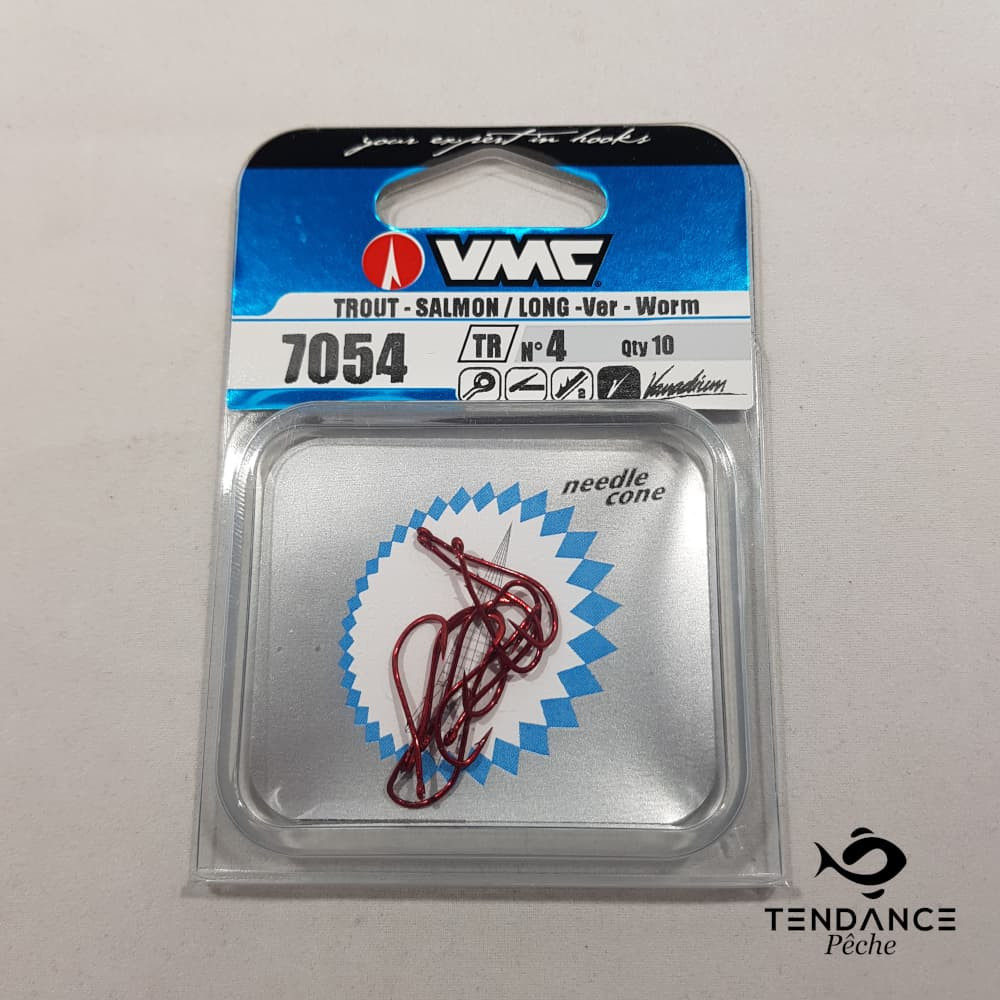 your expert in hooks
VMC
TROUT - SALMON / LONG -Ver - Worm
7054 TR N° 4 Qty 10
2 Vanadium
needle
cone
TENDANCE
Pêche